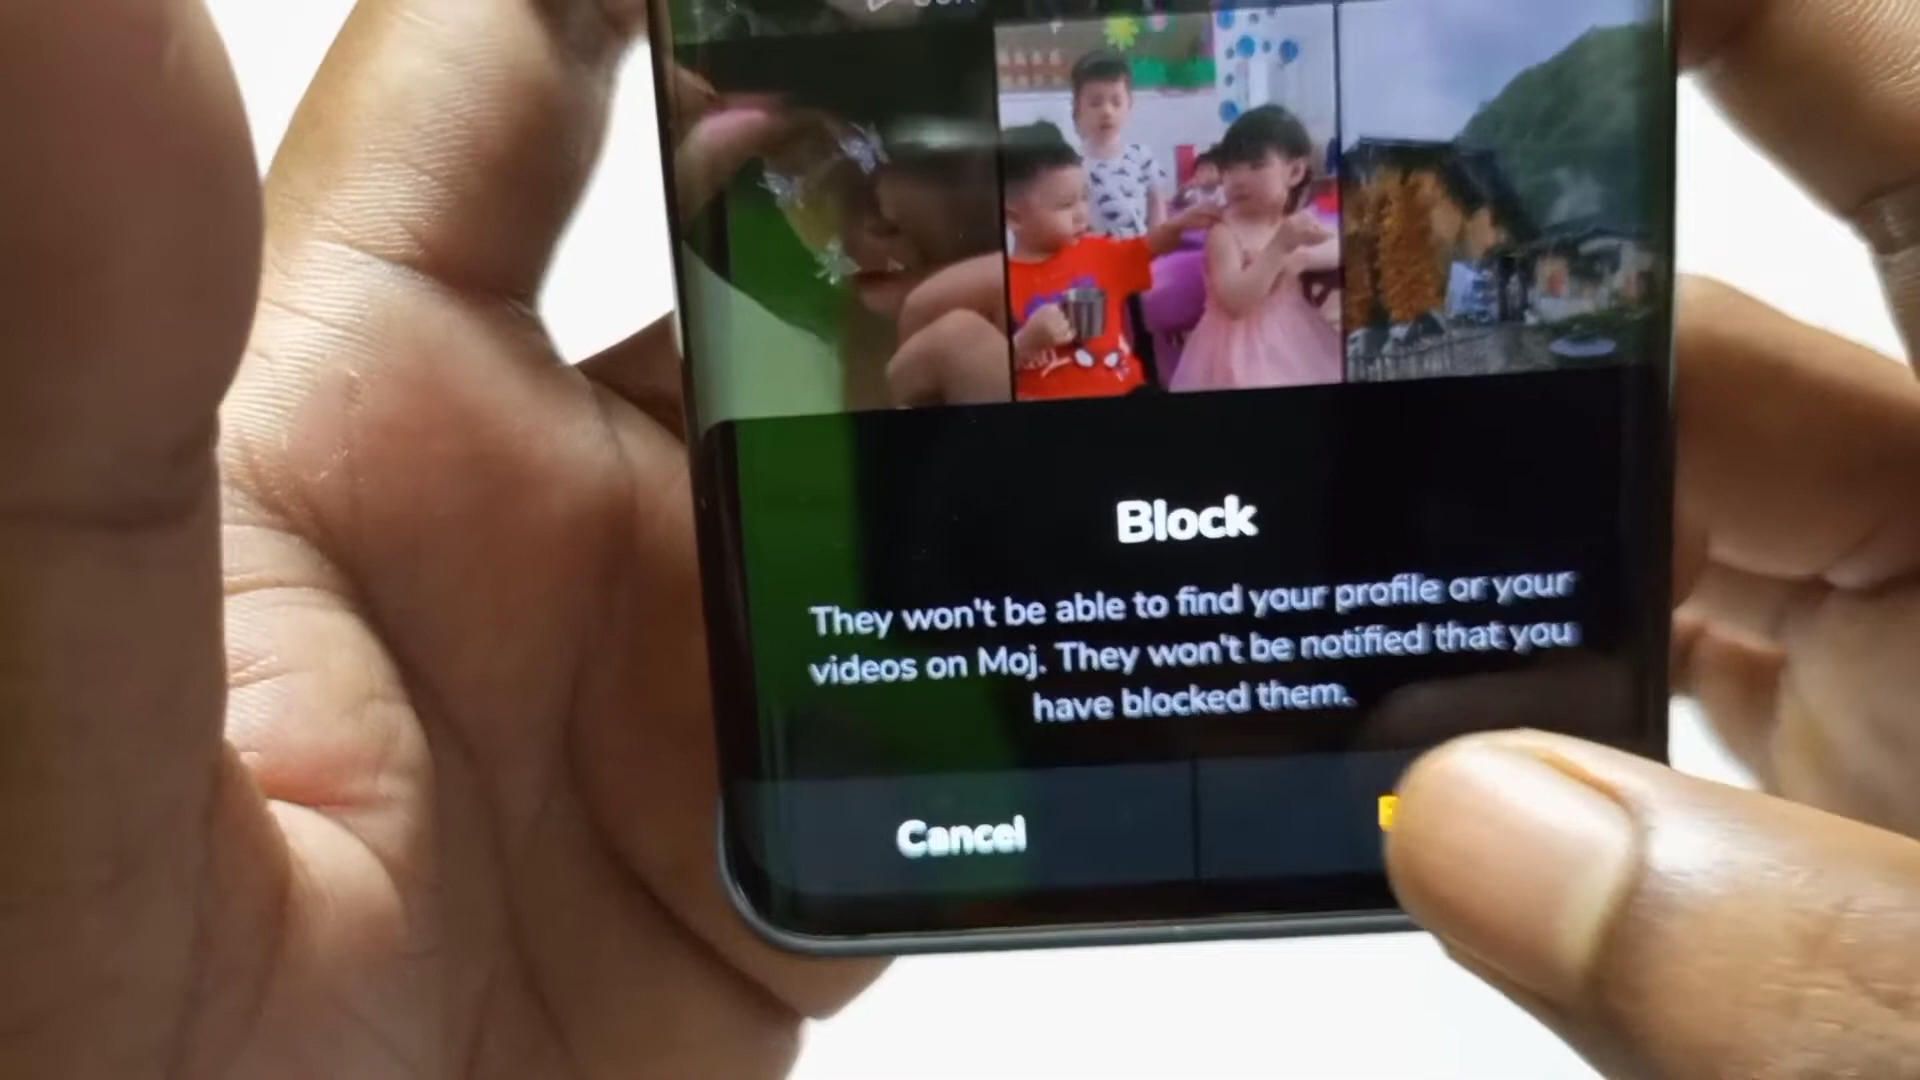 Block
They won't be able to find your profile or your
videos on Moj. They won't be notified that you
have blocked them.
Cancel